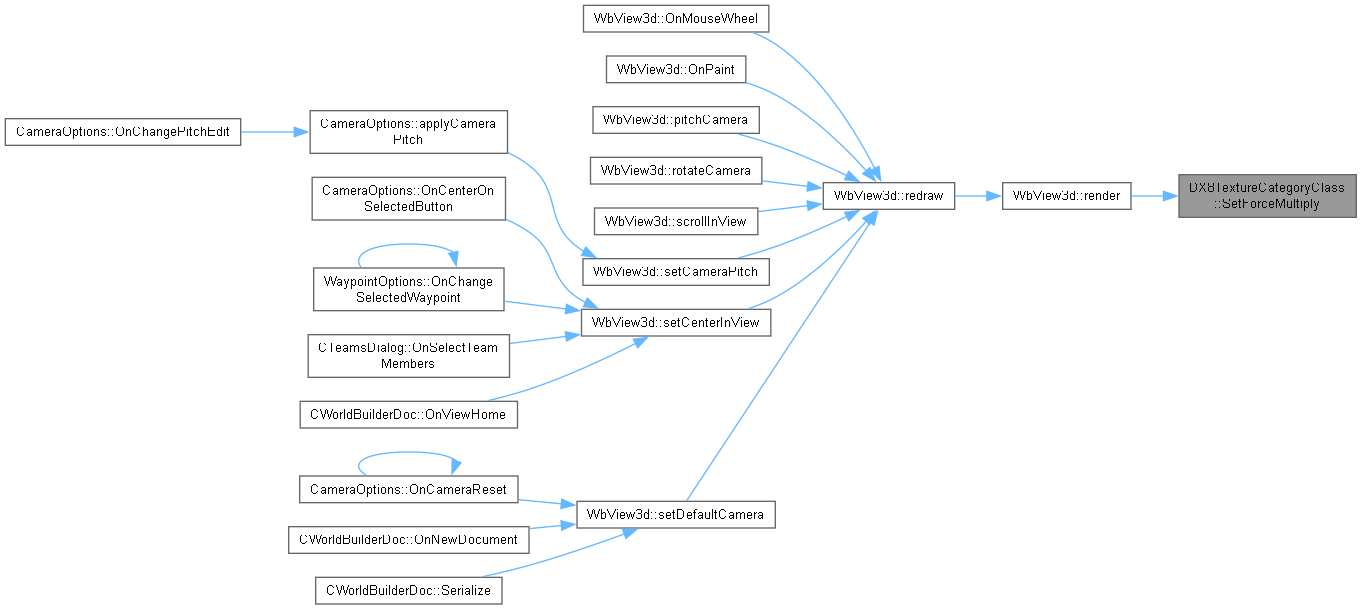 WbView3d::OnMouseWheel
WbView3d::OnPaint
WbView3d::pitchCamera
CameraOptions::OnChangePitchEdit
CameraOptions::applyCamera
Pitch
WbView3d::rotateCamera
CameraOptions::OnCenterOn
SelectedButton
WbView3d::redraw
WbView3d::render
DX8TextureCategoryClass
::SetForceMultiply
WbView3d::scrollInView
WbView3d::setCameraPitch
WaypointOptions::OnChange
SelectedWaypoint
WbView3d::setCenterInView
CTeamsDialog::OnSelectTeam
Members
CWorldBuilderDoc::OnViewHome
CameraOptions::OnCameraReset
WbView3d::setDefaultCamera
CWorldBuilderDoc::OnNewDocument
CWorldBuilderDoc::Serialize